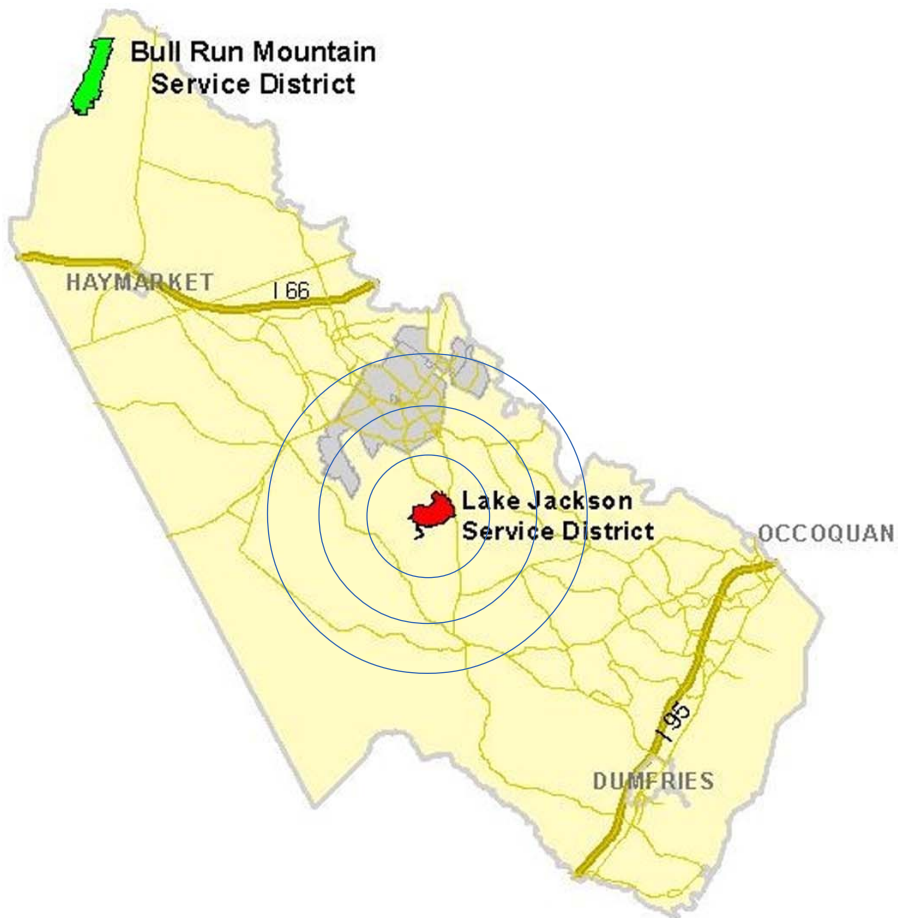 Bull Run Mountain
Service District
HAYMARKET
I 66
Lake Jackson
Service District
OCCOQUAN
I 95
DUMFRIES